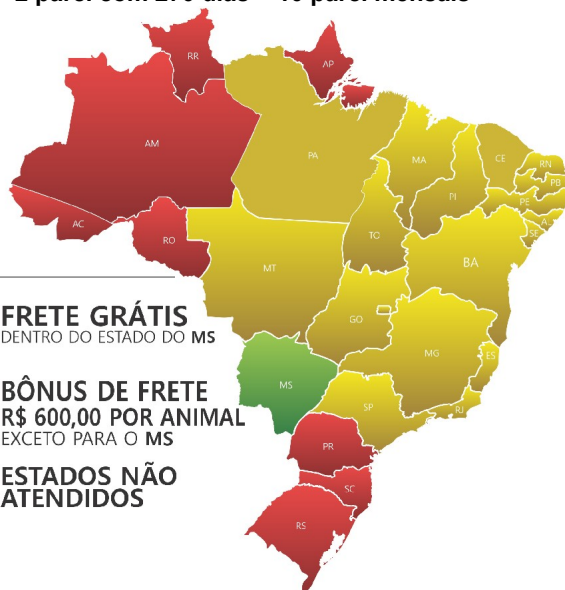 RR
AP
AM
PA
MA
CE
RN
PB
PI
PE
AC
TO
SE
RO
BA
MT
FRETE GRÁTIS
DENTRO DO ESTADO DO MS
GO
MG
ES
BÔNUS DE FRETE
R$ 600,00 POR ANIMAL
EXCETO PARA O MS
MS
SP
RJ
PR
ESTADOS NÃO
ATENDIDOS
SC
RS